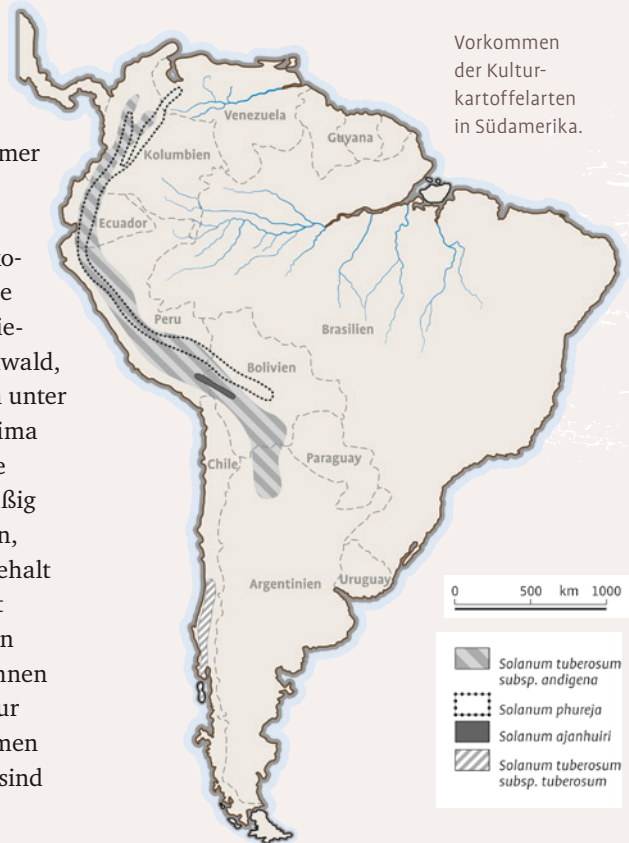 Vorkommen
der Kultur-
kartoffelarten
in Südamerika.
mer
ko-
e
ie-
wald,
unter
ima
e
ßig
n,
ehalt
t
n
nnen
ur
men
sind
Venezuela
Guyana
Kolumbien
Ecuador
Peru
Brasilien
Bolivien
Paraguay
Chile
Argentinien
Uruguay
0 500 km 1000
Solanum tuberosum
subsp. andigena
Solanum phureja
Solanum ajanhuiri
Solanum tuberosum
subsp. tuberosum